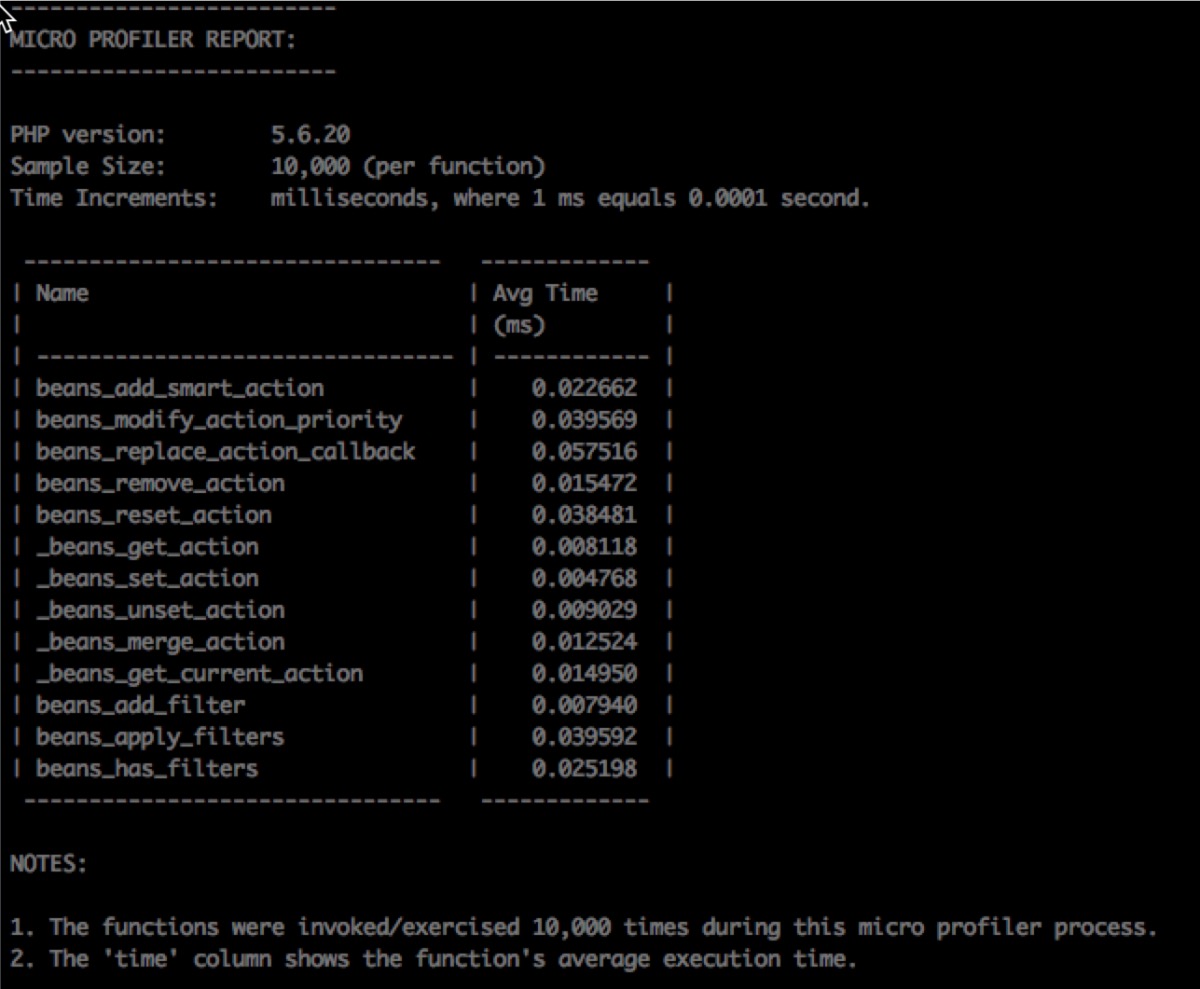 -------------------------
MICRO PROFILER REPORT:
-------------------------
PHP version: 5.6.20
Sample Size: 10,000 (per function)
Time Increments: milliseconds, where 1 ms equals 0.0001 second.
-------------------------------- -------------
| Name | Avg Time |
| | (ms) |
| -------------------------------- | ------------ |
| beans_add_smart_action | 0.022662 |
| beans_modify_action_priority | 0.039569 |
| beans_replace_action_callback | 0.057516 |
| beans_remove_action | 0.015472 |
| beans_reset_action | 0.038481 |
| _beans_get_action | 0.008118 |
| _beans_set_action | 0.004768 |
| _beans_unset_action | 0.009029 |
| _beans_merge_action | 0.012524 |
| _beans_get_current_action | 0.014950 |
| beans_add_filter | 0.007940 |
| beans_apply_filters | 0.039592 |
| beans_has_filters | 0.025198 |
-------------------------------- -------------
NOTES:
1. The functions were invoked/exercised 10,000 times during this micro profiler process.
2. The 'time' column shows the function's average execution time.